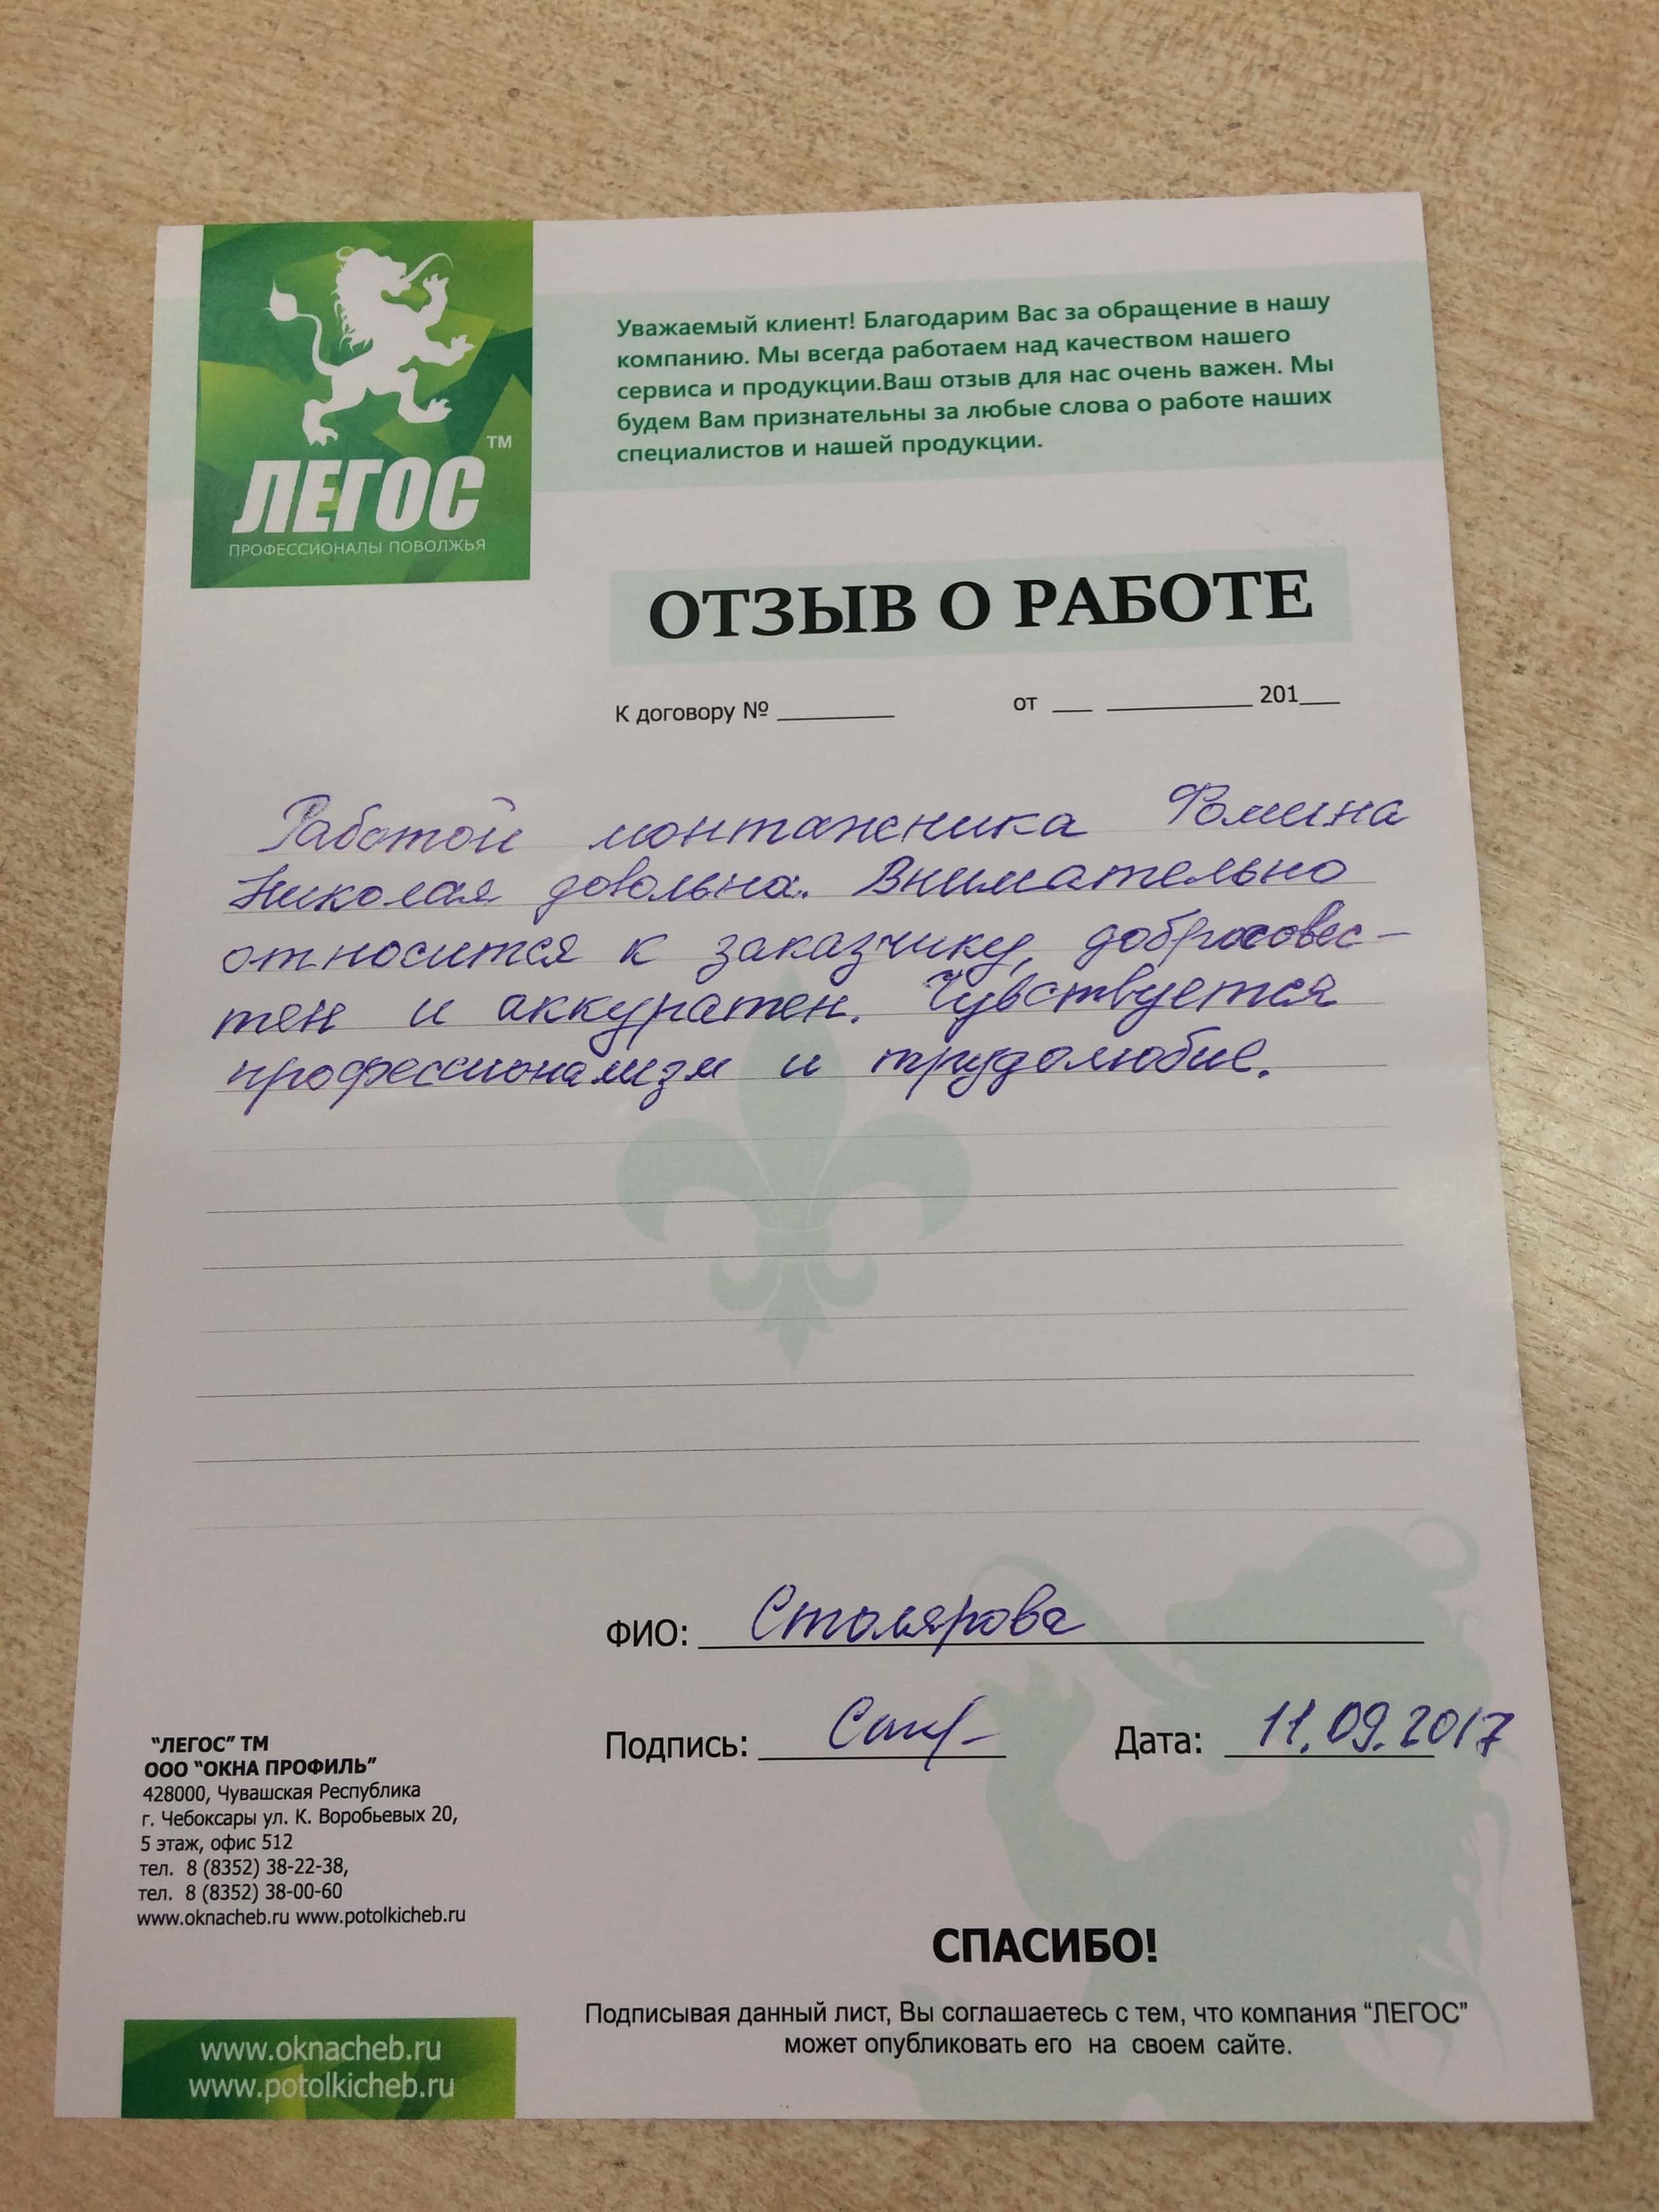 ЛЕГОС
TM
ПРОФЕССИОНАЛЫ ПОВОЛЖЬЯ
Уважаемый клиент! Благодарим Вас за обращение в нашу
компанию. Мы всегда работаем над качеством нашего
сервиса и продукции.Ваш отзыв для нас очень важен. Мы
будем Вам признательны за любые слова о работе наших
специалистов и нашей продукции.
ОТЗЫВ О РАБОТЕ
К договору № ________ от ___ __________ 201___
Работой монтажника Фомина
Николая довольна. Внимательно
относится к заказчику, добросовес-
тен и аккуратен. Чувствуется
профессионализм и трудолюбие.
ФИО: Столярова
Подпись: Дата: 11.09.2017
"ЛЕГОС" ТМ
ООО "ОКНА ПРОФИЛЬ"
428000, Чувашская Республика
г. Чебоксары ул. К. Воробьевых 20,
5 этаж, офис 512
тел. 8 (8352) 38-22-38,
тел. 8 (8352) 38-00-60
www.oknacheb.ru www.potolkicheb.ru
СПАСИБО!
Подписывая данный лист, Вы соглашаетесь с тем, что компания "ЛЕГОС"
может опубликовать его на своем сайте.
www.oknacheb.ru
www.potolkicheb.ru